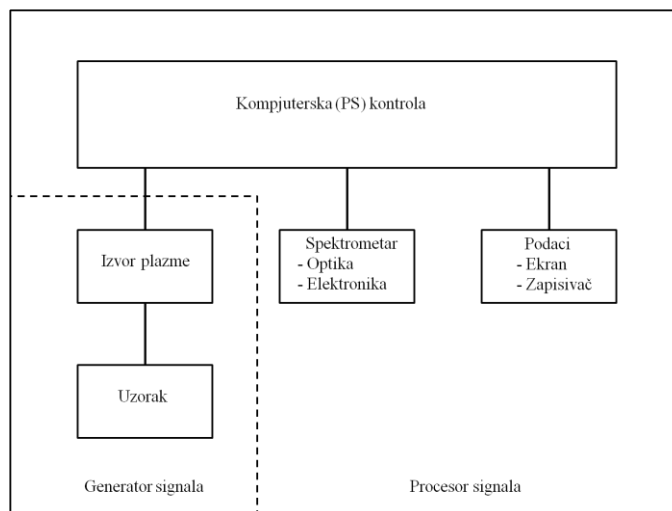 Kompjuterska (PS) kontrola
Izvor plazme
Spektrometar
- Optika
- Elektronika
Podaci
- Ekran
- Zapisivač
Uzorak
Generator signala
Procesor signala